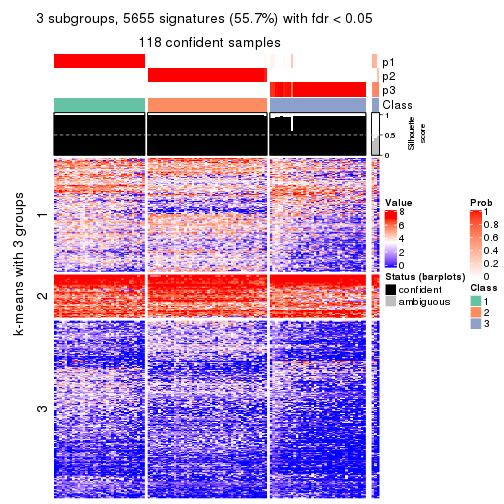 3 subgroups, 5655 signatures (55.7%) with fdr < 0.05
118 confident samples
p1
p2
p3
Class
1
0.5
0
Silhouette
score
k-means with 3 groups
1
2
3
Value
8
6
4
2
0
Status (barplots)
confident
ambiguous
Prob
1
0.8
0.6
0.4
0.2
0
Class
1
2
3